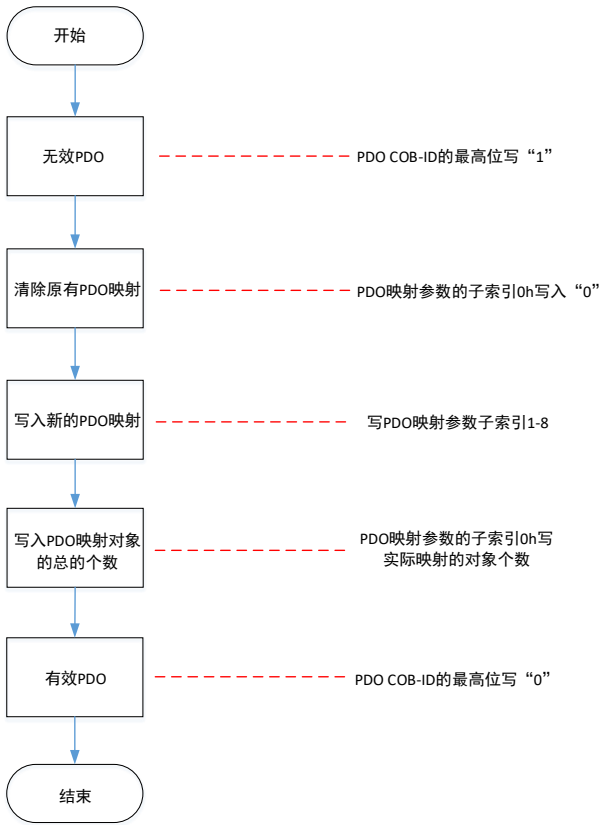 开始
无效PDO
PDO COB-ID的最高位写“1”
清除原有PDO映射
PDO映射参数的子索引0h写入“0”
写入新的PDO映射
写PDO映射参数子索引1-8
写入PDO映射对象
的总的个数
PDO映射参数的子索引0h写
实际映射的对象个数
有效PDO
PDO COB-ID的最高位写“0”
结束